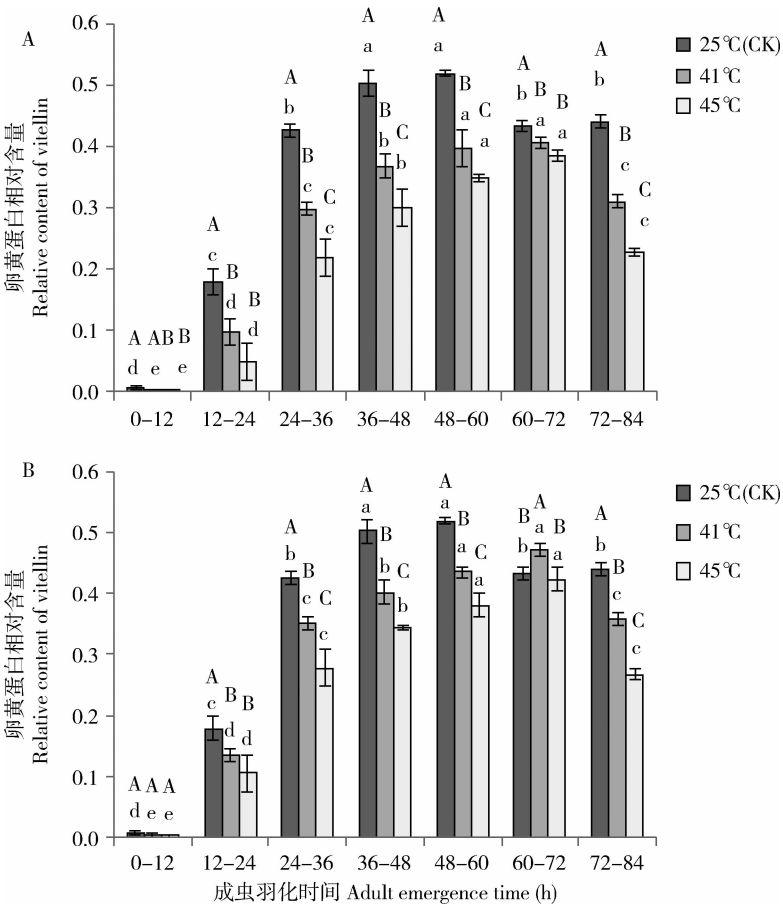 A
0.6
0.5
0.4
0.3
0.2
0.1
0.0
卵黄蛋白相对含量
Relative content of vitellin
25℃(CK)
41℃
45℃
A A A A
a a b b
A B C
b c c
B C
b b
B C
a a
B B
a a
B C
c c
A B B
c d d
A AB B
d e e
0–12 12–24 24–36 36–48 48–60 60–72 72–84
B
0.6
0.5
0.4
0.3
0.2
0.1
0.0
卵黄蛋白相对含量
Relative content of vitellin
25℃(CK)
41℃
45℃
A B B
c d d
A B C
b c c
A B C
a b b
A B C
a a a
B A B
b a a
A B C
b c c
A A A
d e e
0–12 12–24 24–36 36–48 48–60 60–72 72–84
成虫羽化时间 Adult emergence time (h)